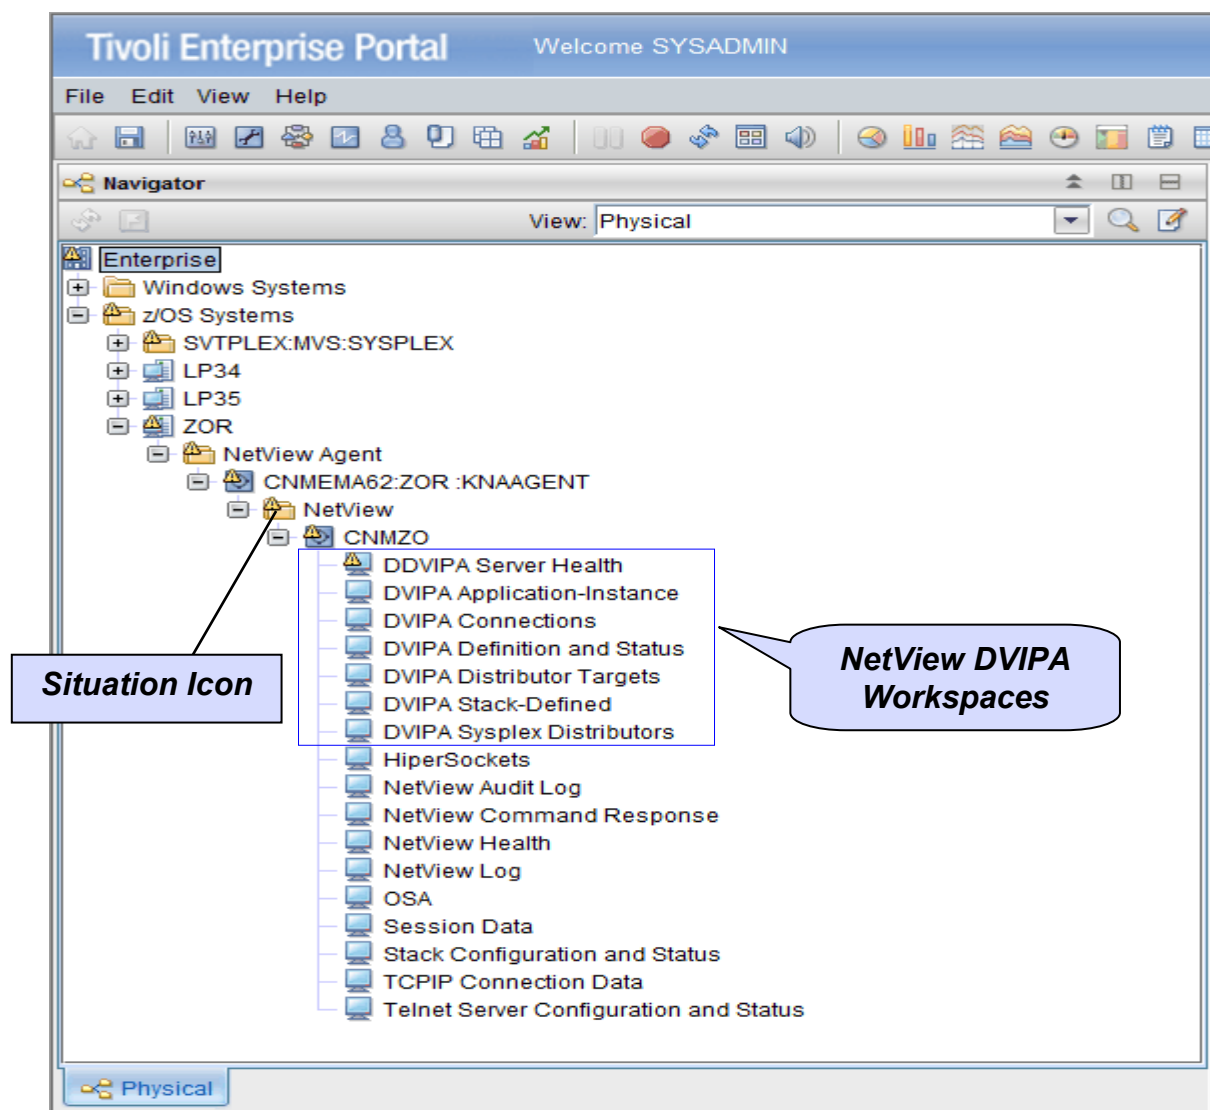 Tivoli Enterprise Portal Welcome SYSADMIN
File Edit View Help
Navigator
View: Physical
Enterprise
Windows Systems
z/OS Systems
SVTPLEX:MVS:SYSPLEX
LP34
LP35
ZOR
NetView Agent
CNMEMA62:ZOR :KNAAGENT
NetView
CNMZO
DDVIPA Server Health
DVIPA Application-Instance
DVIPA Connections
DVIPA Definition and Status
DVIPA Distributor Targets
DVIPA Stack-Defined
DVIPA Sysplex Distributors
HiperSockets
NetView Audit Log
NetView Command Response
NetView Health
NetView Log
OSA
Session Data
Stack Configuration and Status
TCPIP Connection Data
Telnet Server Configuration and Status
Situation Icon
NetView DVIPA
Workspaces
Physical